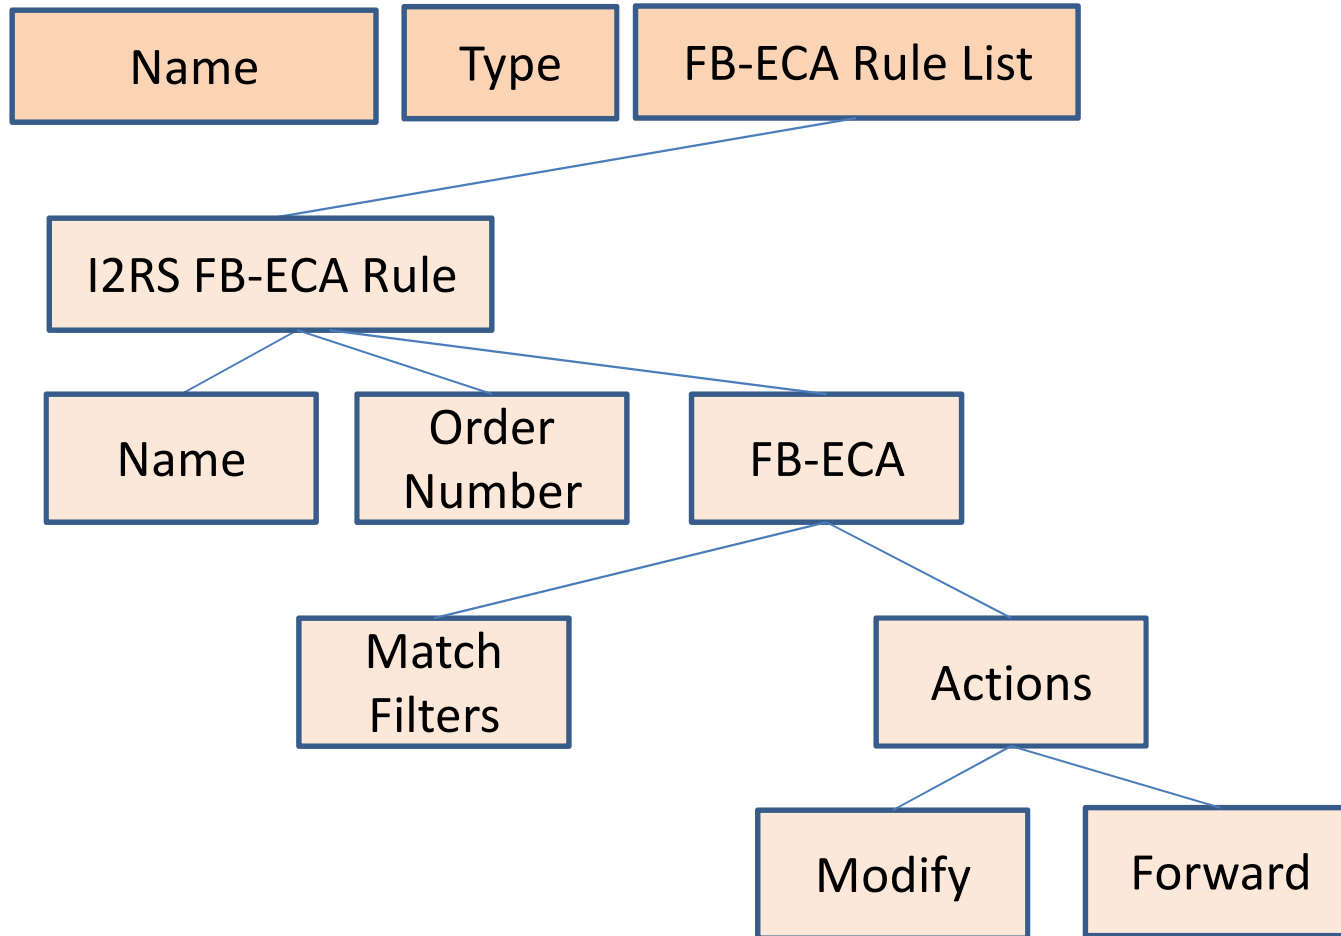 Name
Type
FB-ECA Rule List
I2RS FB-ECA Rule
Name
Order
Number
FB-ECA
Match
Filters
Actions
Modify
Forward